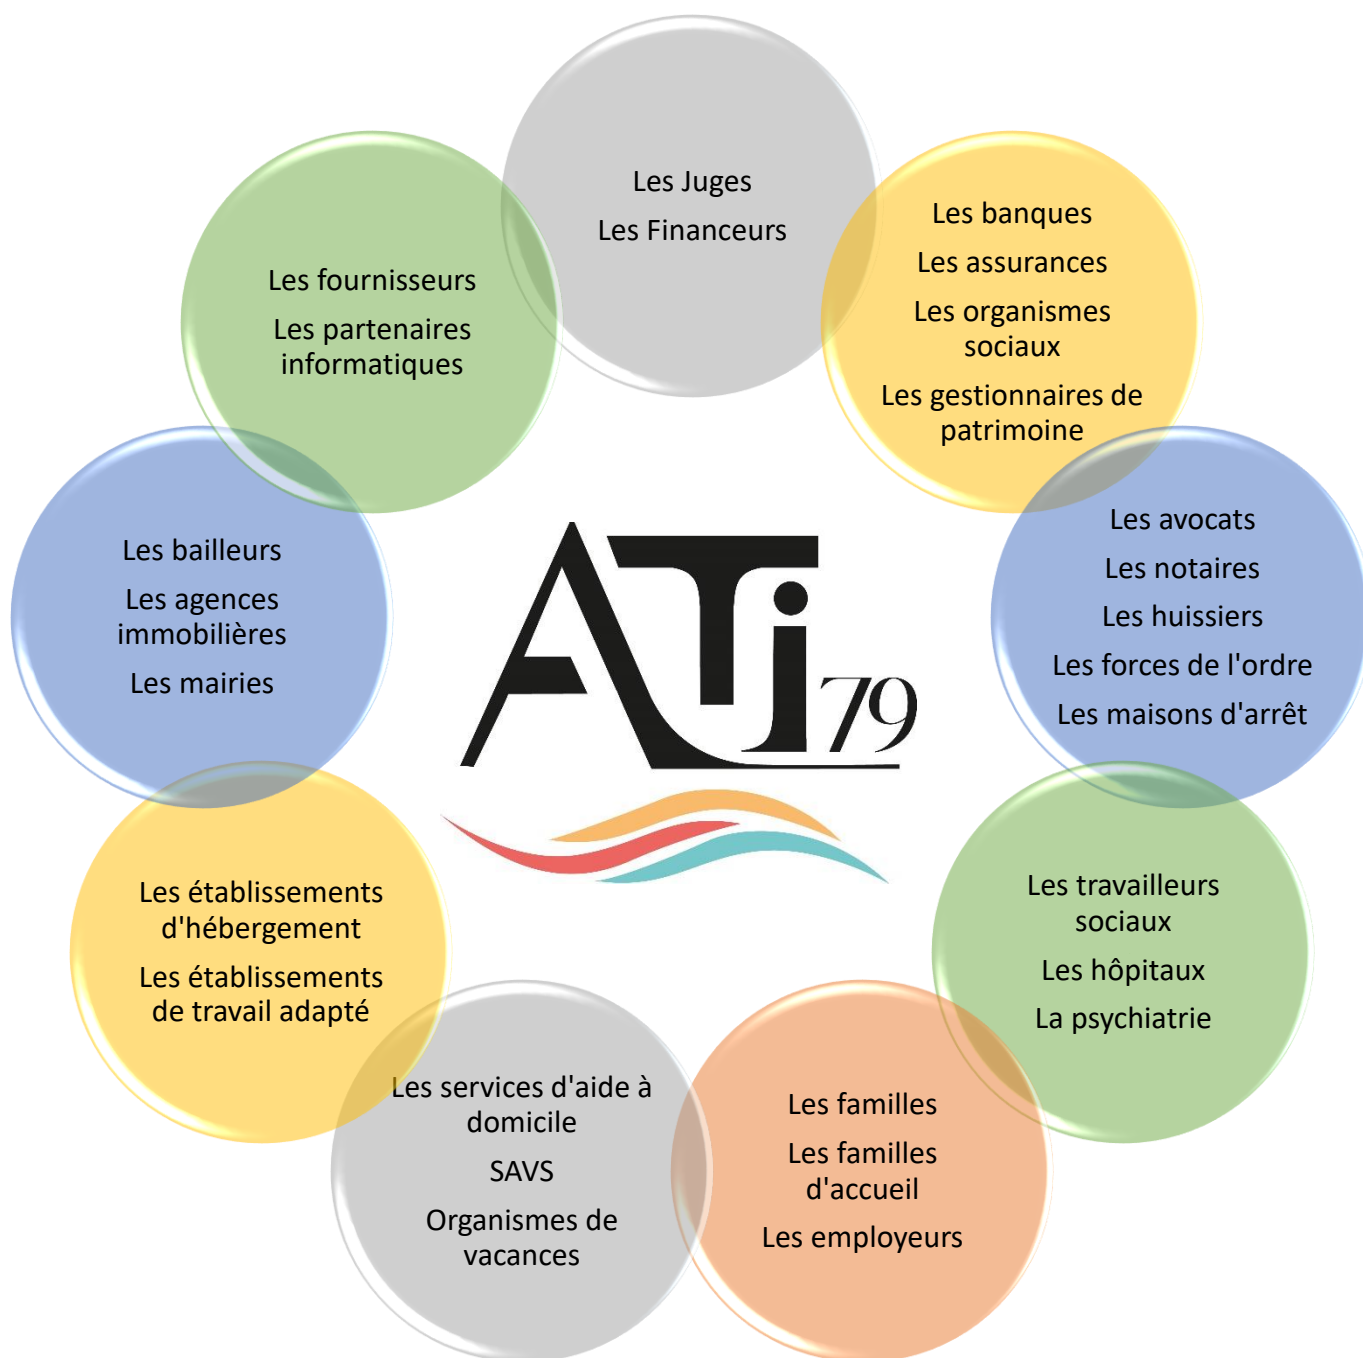 Les Juges
Les Financeurs
Les banques
Les assurances
Les organismes
sociaux
Les gestionnaires de
patrimoine
Les avocats
Les notaires
Les huissiers
Les forces de l'ordre
Les maisons d'arrêt
Les travailleurs
sociaux
Les hôpitaux
La psychiatrie
Les familles
Les familles
d'accueil
Les employeurs
Les services d'aide à
domicile
SAVS
Organismes de
vacances
Les établissements
d'hébergement
Les établissements
de travail adapté
Les bailleurs
Les agences
immobilières
Les mairies
Les fournisseurs
Les partenaires
informatiques
ATi 79